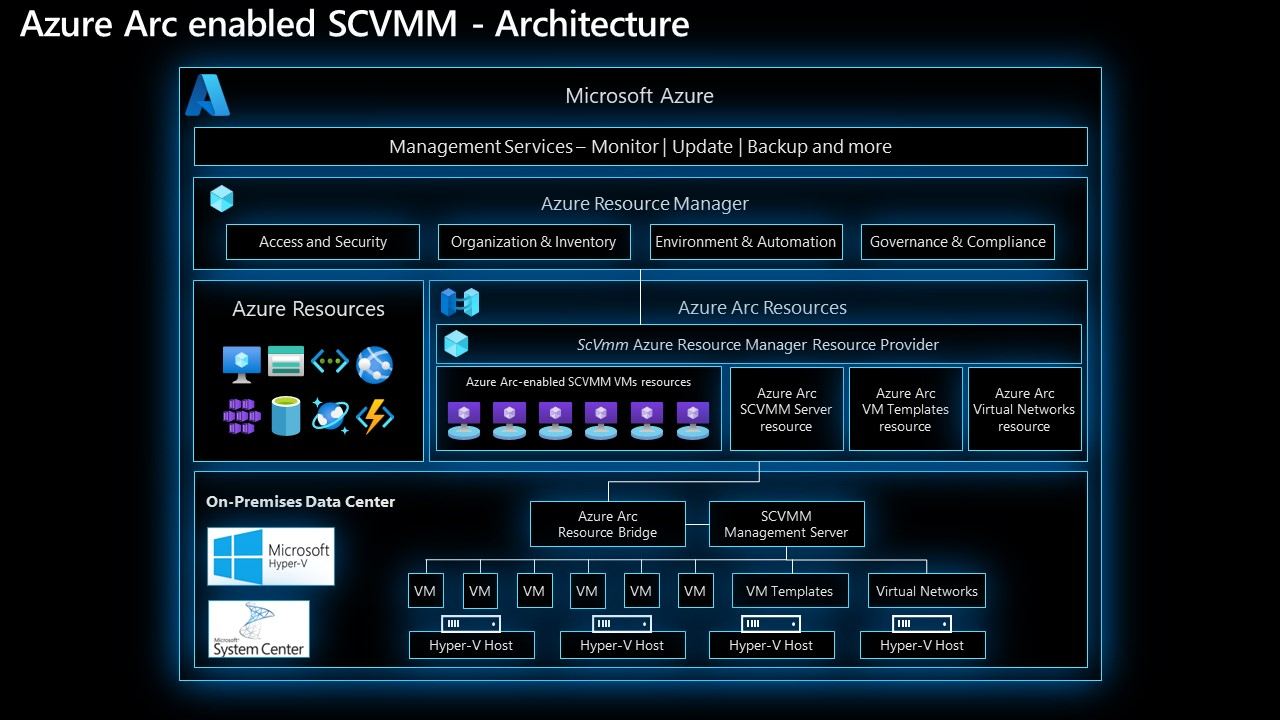 Azure Arc enabled SCVMM - Architecture
Microsoft Azure
Management Services – Monitor | Update | Backup and more
Azure Resource Manager
Access and Security
Organization & Inventory
Environment & Automation
Governance & Compliance
Azure Resources
Azure Arc Resources
ScVmm Azure Resource Manager Resource Provider
Azure Arc-enabled SCVMM VMs resources
Azure Arc
SCVMM Server
resource
Azure Arc
VM Templates
resource
Azure Arc
Virtual Networks
resource
On-Premises Data Center
Microsoft
Hyper-V
Microsoft
System Center
Azure Arc
Resource Bridge
SCVMM
Management Server
VM
VM
VM
VM
VM
VM
VM Templates
Virtual Networks
Hyper-V Host
Hyper-V Host
Hyper-V Host
Hyper-V Host